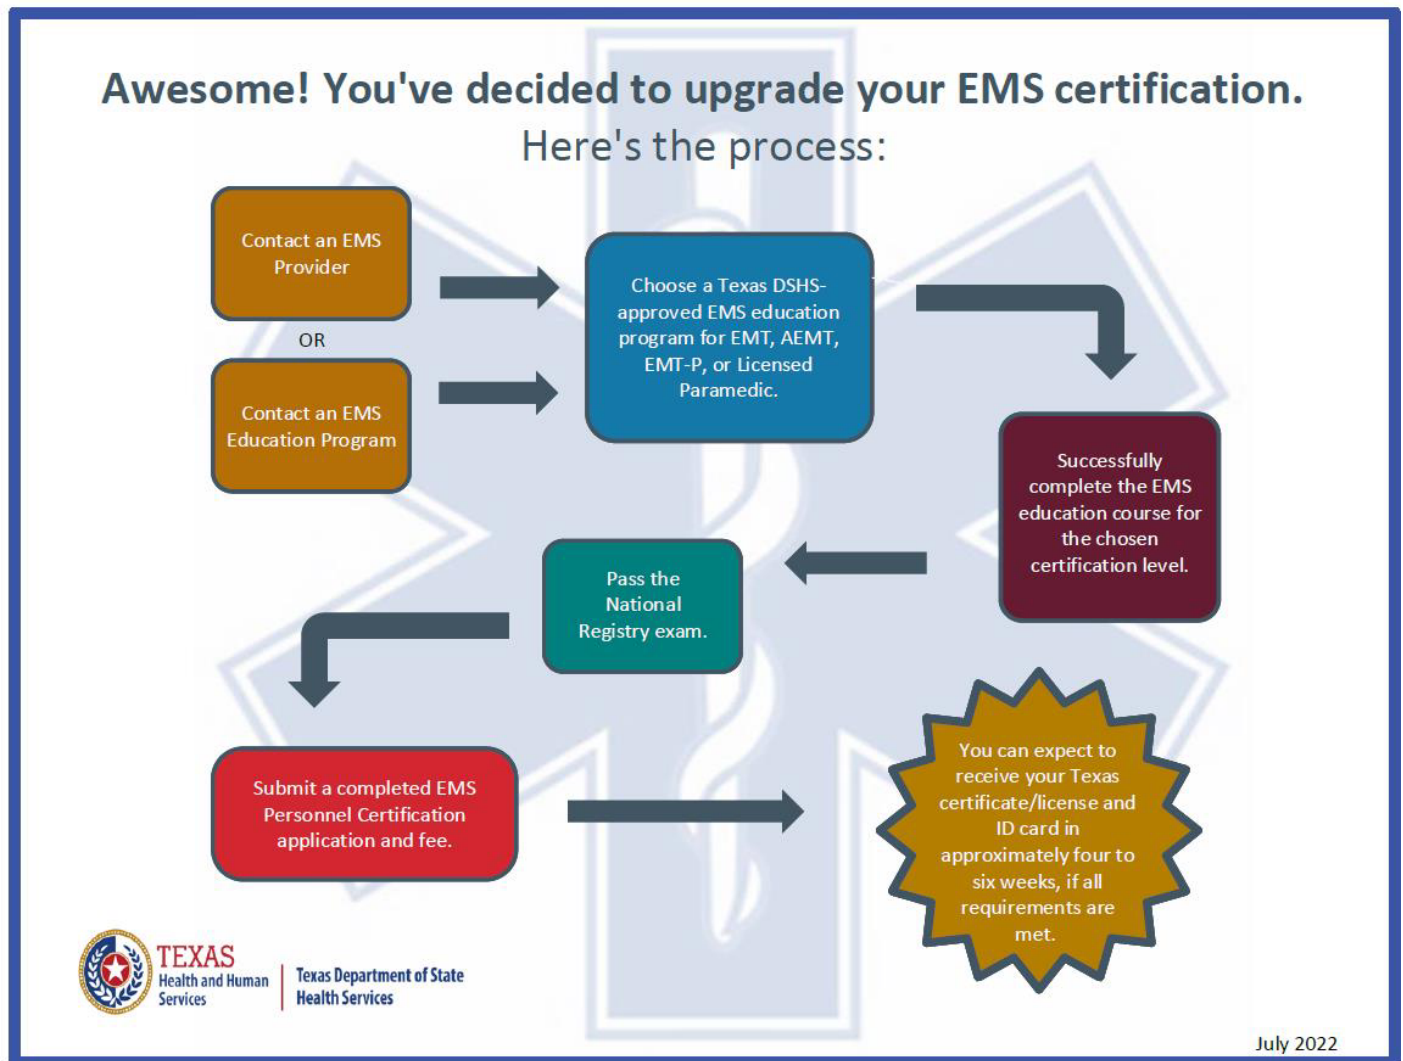 Awesome! You've decided to upgrade your EMS certification.
Here's the process:
Contact an EMS
Provider
OR
Contact an EMS
Education Program
Choose a Texas DSHS-
approved EMS education
program for EMT, AEMT,
EMT-P, or Licensed
Paramedic.
Successfully
complete the EMS
education course for
the chosen
certification level.
Pass the
National
Registry exam.
Submit a completed EMS
Personnel Certification
application and fee.
You can expect to
receive your Texas
certificate/license and
ID card in
approximately four to
six weeks, if all
requirements are
met.
TEXAS
Health and Human
Services
Texas Department of State
Health Services
July 2022